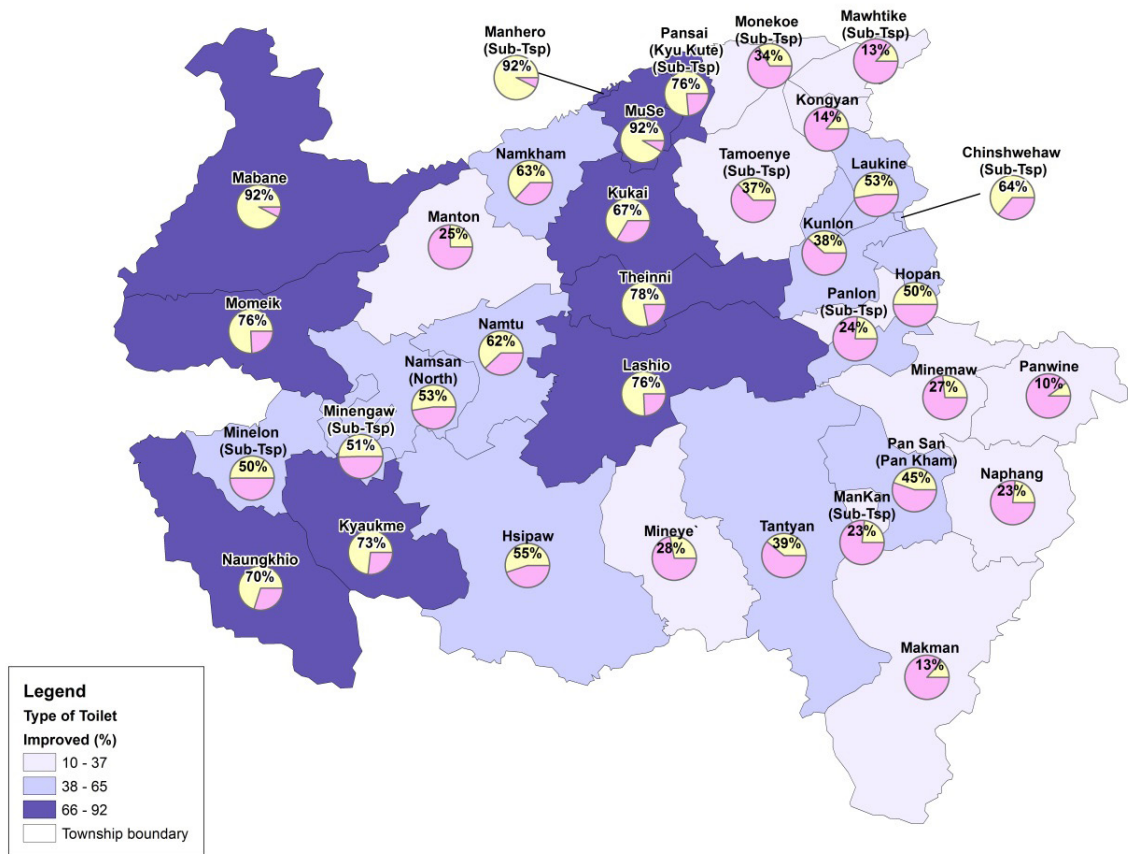 Manhero
(Sub-Tsp)
92%
Pansai
(Kyu Kute)
(Sub-Tsp)
76%
Monekoe
(Sub-Tsp)
34%
Mawhtike
(Sub-Tsp)
13%
MuSe
92%
Kongyan
14%
Namkham
63%
Tamoenye
(Sub-Tsp)
37%
Laukine
53%
Chinshwehaw
(Sub-Tsp)
64%
Mabane
92%
Kukai
67%
Manton
25%
Kunlon
38%
Theinni
78%
Hopan
50%
Momeik
76%
Panlon
(Sub-Tsp)
24%
Namtu
62%
Namsan
(North)
53%
Lashio
76%
Minemaw
27%
Panwine
10%
Minengaw
(Sub-Tsp)
51%
Minelon
(Sub-Tsp)
50%
Pan San
(Pan Kham)
45%
Naphang
23%
ManKan
(Sub-Tsp)
23%
Kyaukme
73%
Hsipaw
55%
Mineye`
28%
Tantyan
39%
Naungkhio
70%
Makman
13%
Legend
Type of Toilet
Improved (%)
10 - 37
38 - 65
66 - 92
Township boundary